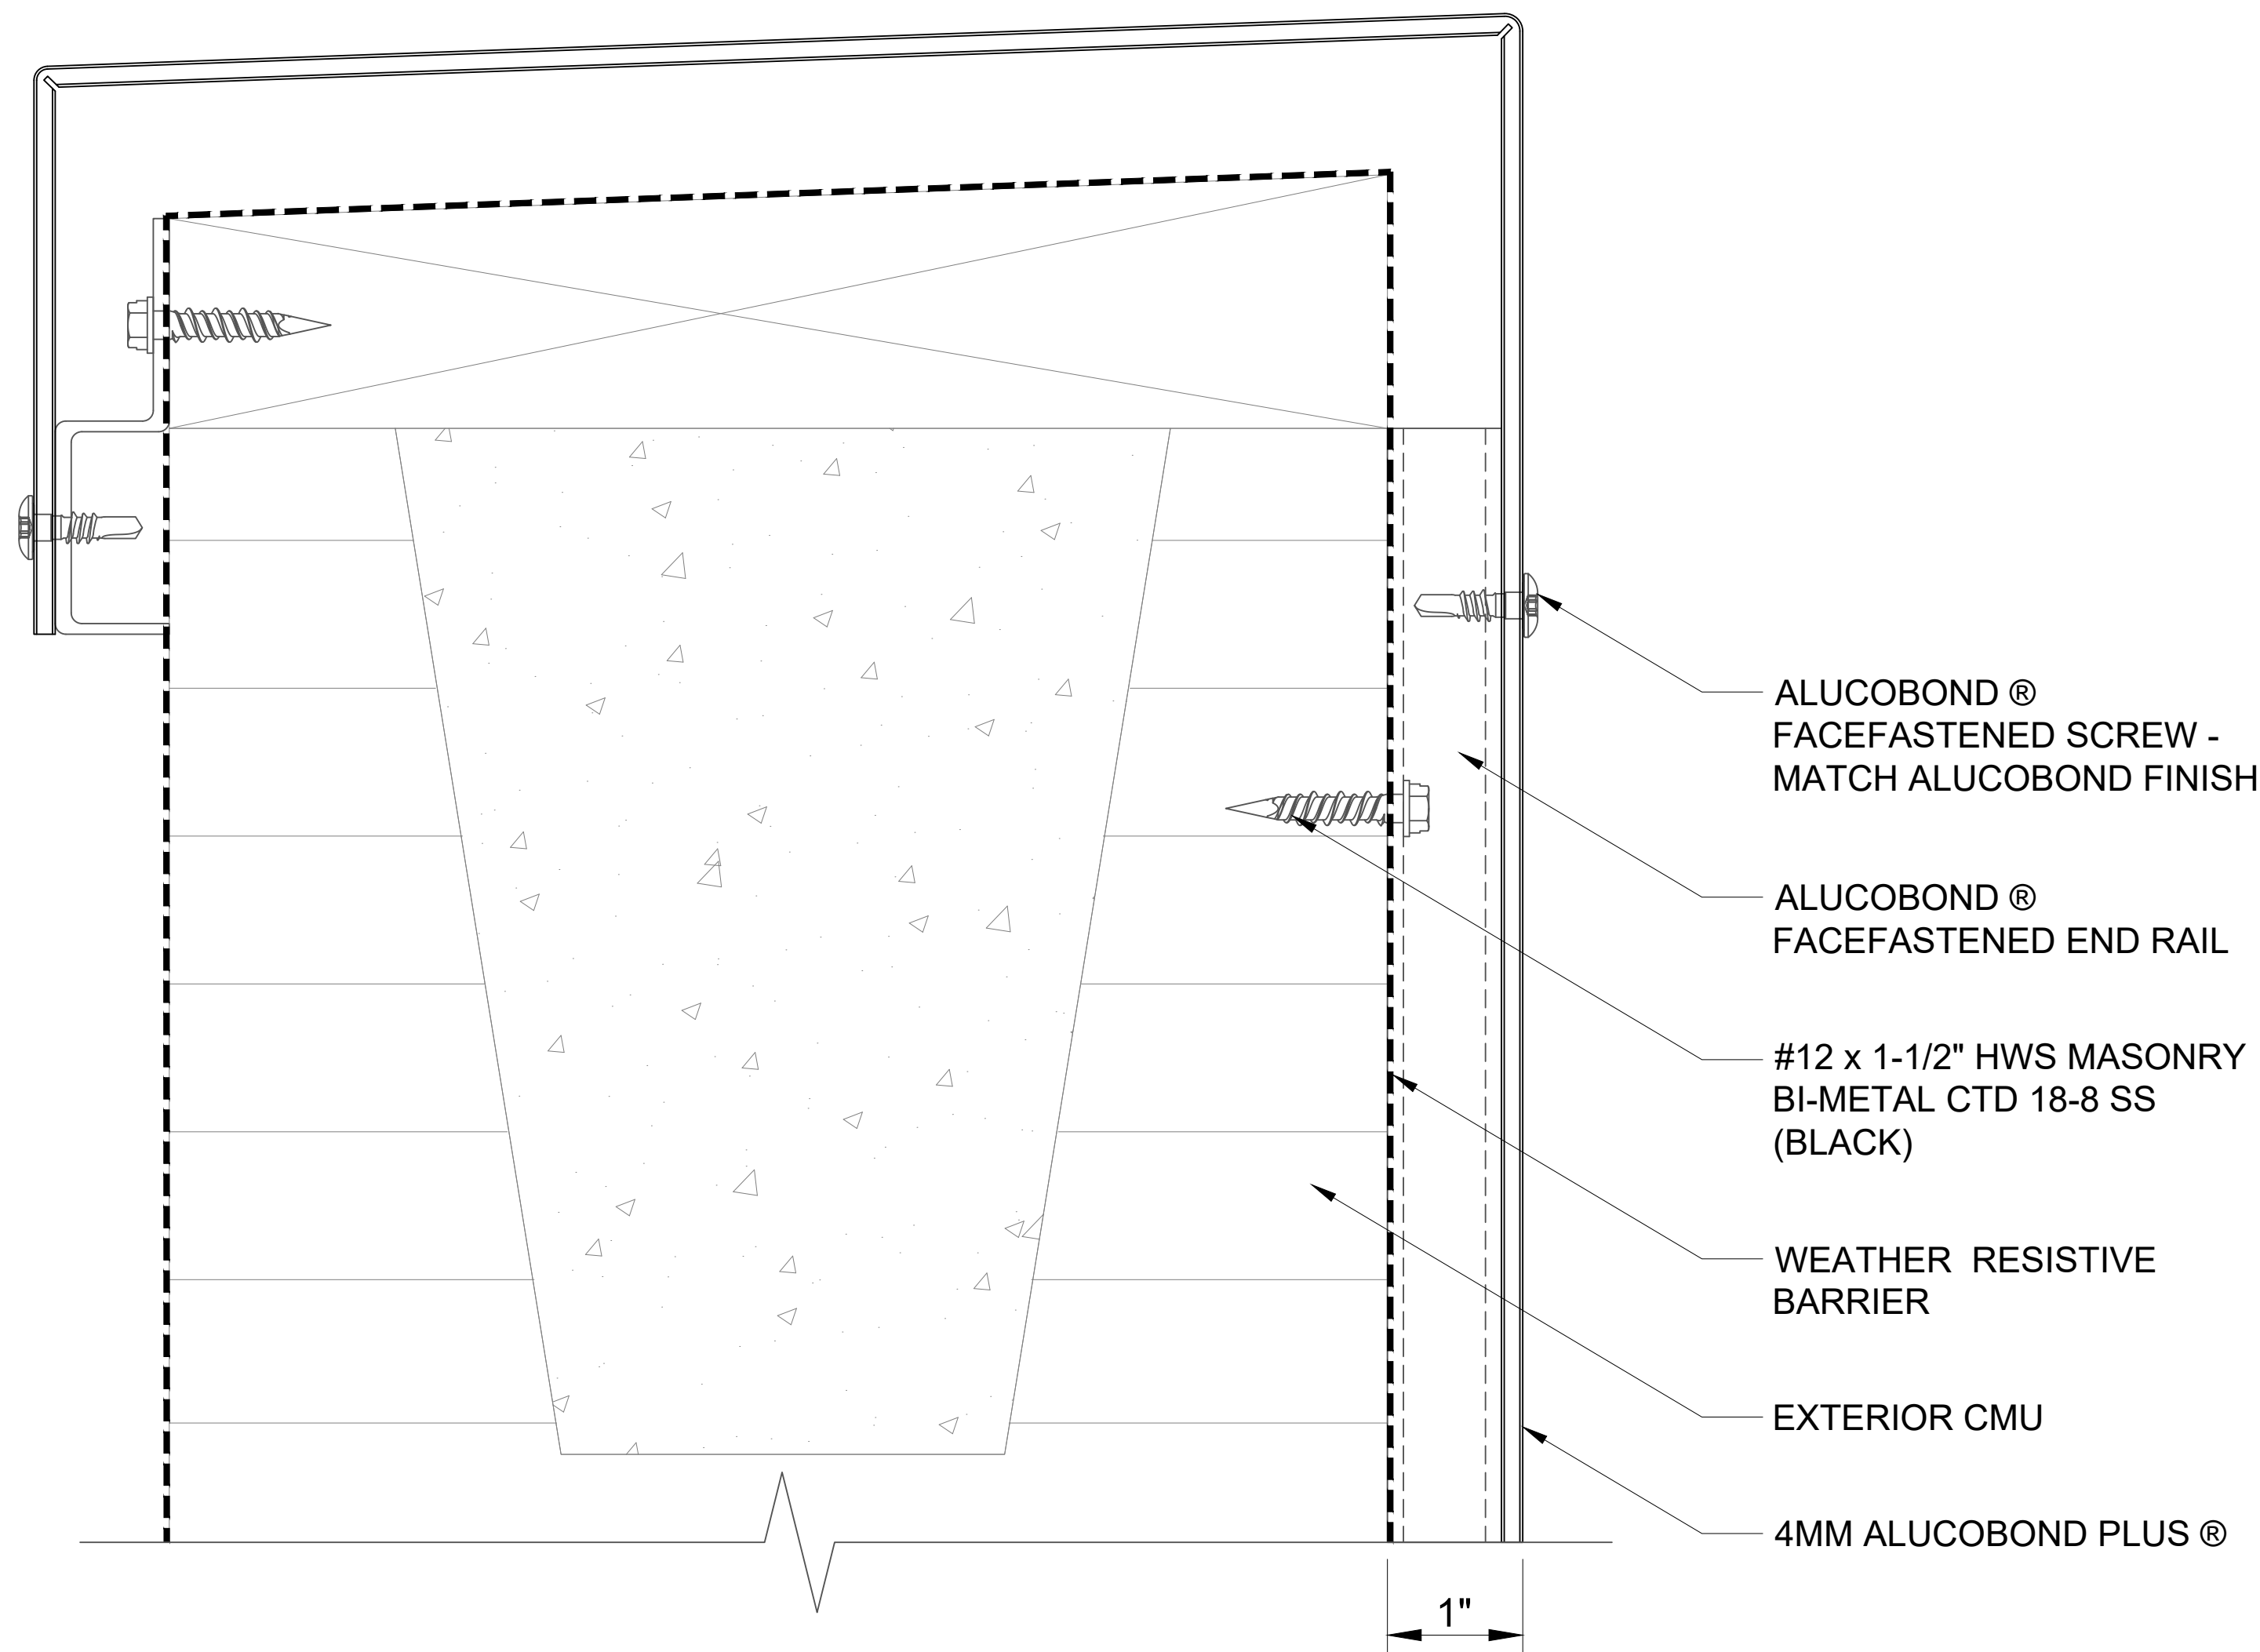 ALUCOBOND ®
FACEFASTENED SCREW -
MATCH ALUCOBOND FINISH
ALUCOBOND ®
FACEFASTENED END RAIL
#12 x 1-1/2" HWS MASONRY
BI-METAL CTD 18-8 SS
(BLACK)
WEATHER RESISTIVE
BARRIER
EXTERIOR CMU
4MM ALUCOBOND PLUS ®
1"